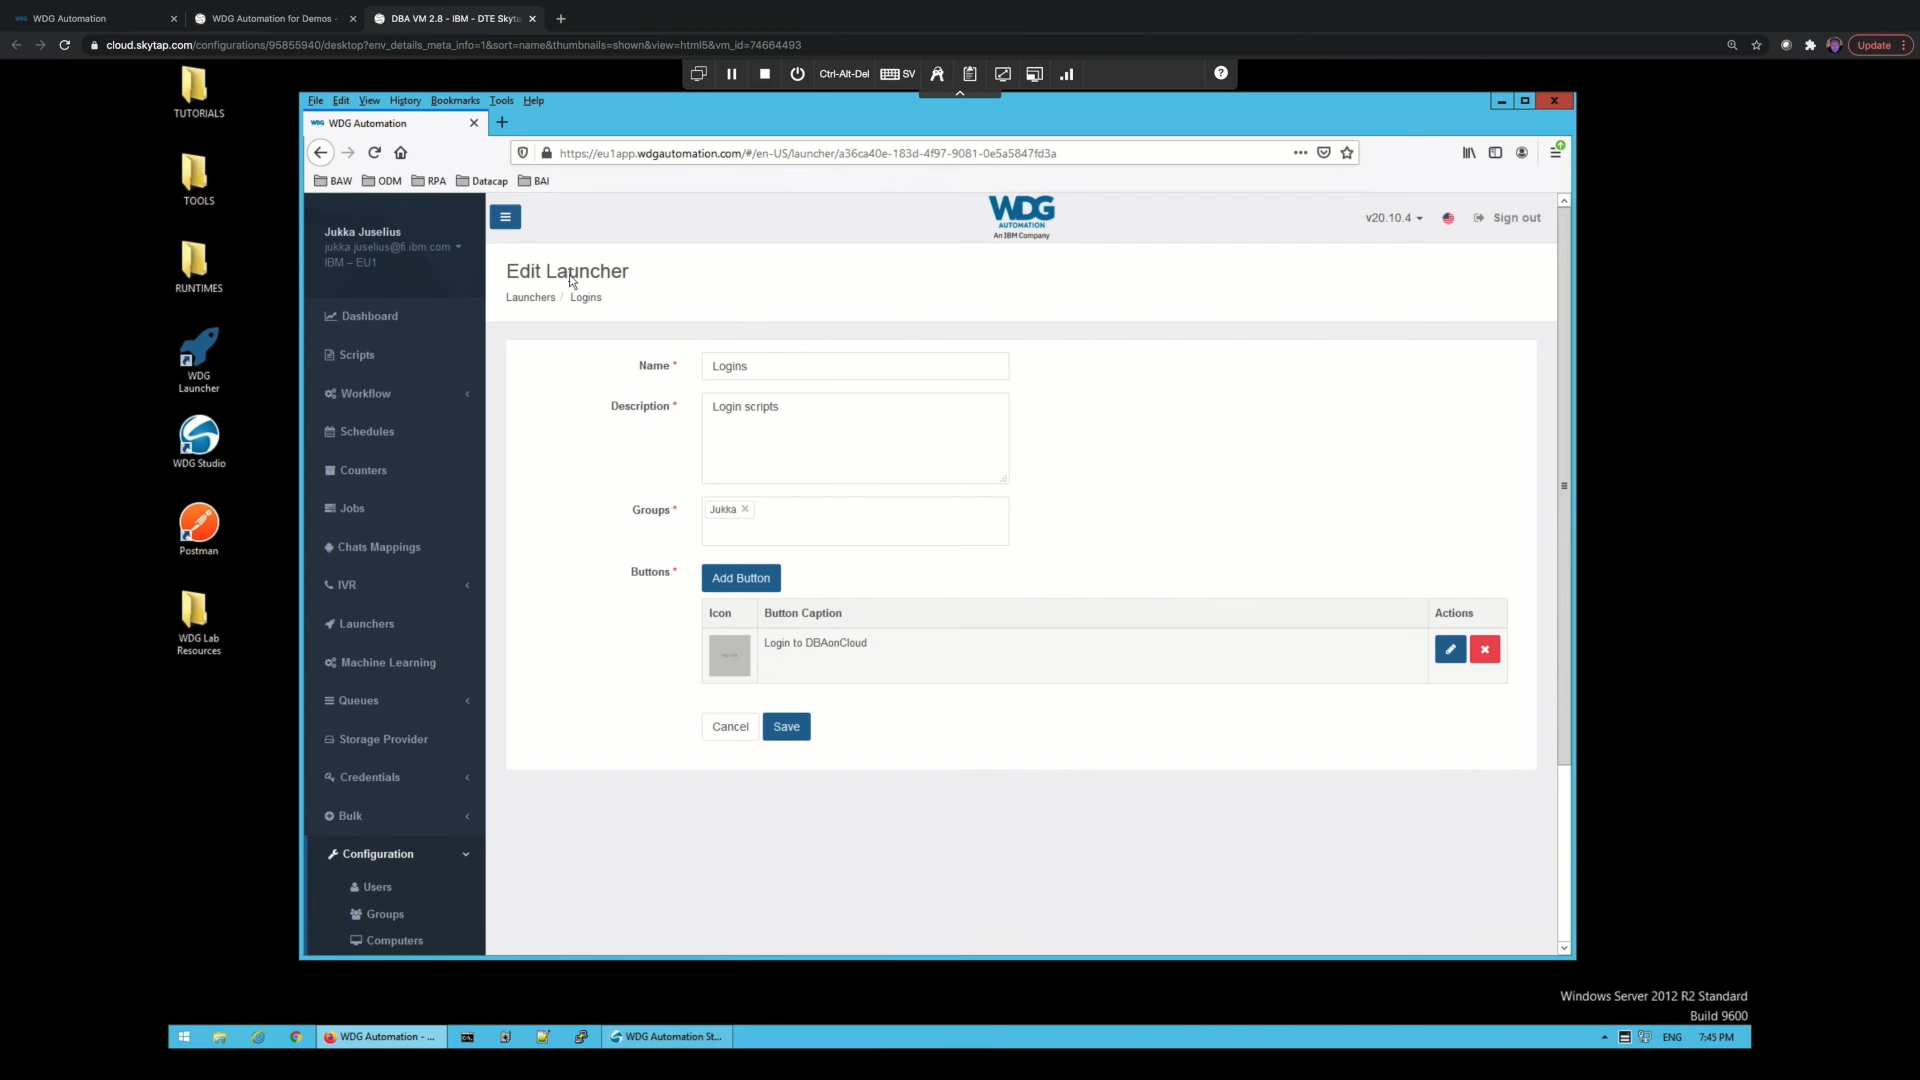 WDG Automation
WDG Automation for Demos -
DBA VM 2.8 - IBM - DTE Skyta
cloud.skytap.com/configurations/95855940/desktop?env_details_meta_info=1&sort=name&thumbnails=shown&view=html5&vm_id=74664493
Update
Ctrl-Alt-Del
SV
TUTORIALS
TOOLS
RUNTIMES
WDG
Launcher
WDG Studio
Postman
WDG Lab
Resources
File Edit View History Bookmarks Tools Help
WDG Automation
https://eu1app.wdgautomation.com/#/en-US/launcher/a36ca40e-183d-4f97-9081-0e5a5847fd3a
BAW ODM RPA Datacap BAI
Jukka Juselius
jukka.juselius@fi.ibm.com
IBM – EU1
Dashboard
Scripts
Workflow
Schedules
Counters
Jobs
Chats Mappings
IVR
Launchers
Machine Learning
Queues
Storage Provider
Credentials
Bulk
Configuration
Users
Groups
Computers
WDG
AUTOMATION
An IBM Company
v20.10.4
Sign out
Edit Launcher
Launchers / Logins
Name *
Logins
Description *
Login scripts
Groups *
Jukka
Buttons *
Add Button
Icon Button Caption Actions
Login to DBAonCloud
Cancel Save
Windows Server 2012 R2 Standard
Build 9600
WDG Automation - ...
WDG Automation St...
ENG 7:45 PM